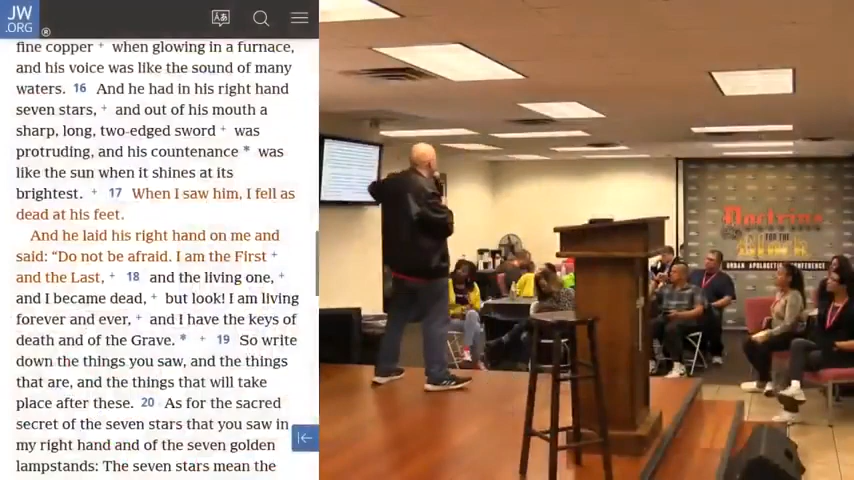 JW
.ORG
®
fine copper + when glowing in a furnace,
and his voice was like the sound of many
waters. 16 And he had in his right hand
seven stars, + and out of his mouth a
sharp, long, two-edged sword + was
protruding, and his countenance * was
like the sun when it shines at its
brightest. + 17 When I saw him, I fell as
dead at his feet.
And he laid his right hand on me and
said: “Do not be afraid. I am the First +
and the Last, + 18 and the living one, +
and I became dead, + but look! I am living
forever and ever, + and I have the keys of
death and of the Grave. * + 19 So write
down the things you saw, and the things
that are, and the things that will take
place after these. 20 As for the sacred
secret of the seven stars that you saw in
my right hand and of the seven golden
lampstands: The seven stars mean the
Doctrine
FOR THE
URBAN APOLOGETICS CONFERENCE